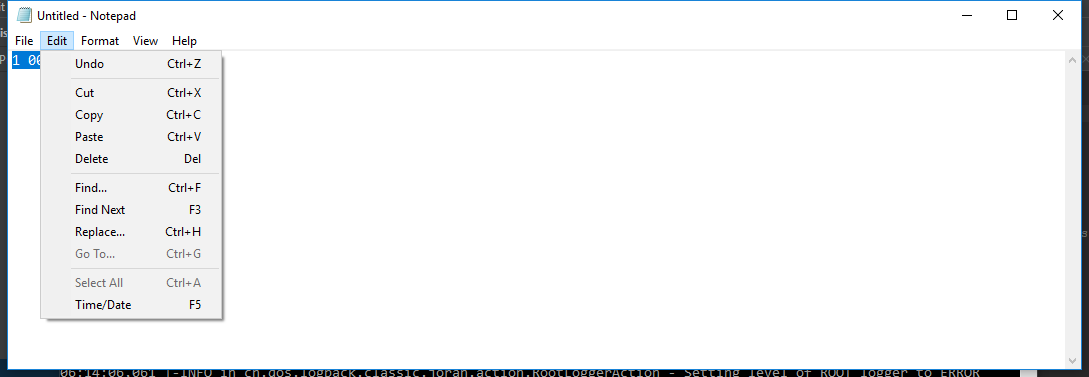 Untitled - Notepad
File Edit Format View Help
1 00
Undo Ctrl+Z
Cut Ctrl+X
Copy Ctrl+C
Paste Ctrl+V
Delete Del
Find... Ctrl+F
Find Next F3
Replace... Ctrl+H
Go To... Ctrl+G
Select All Ctrl+A
Time/Date F5
06:14:06,061 |-INFO in ch.qos.logback.classic.joran.action.RootLoggerAction - Setting level of ROOT logger to ERROR